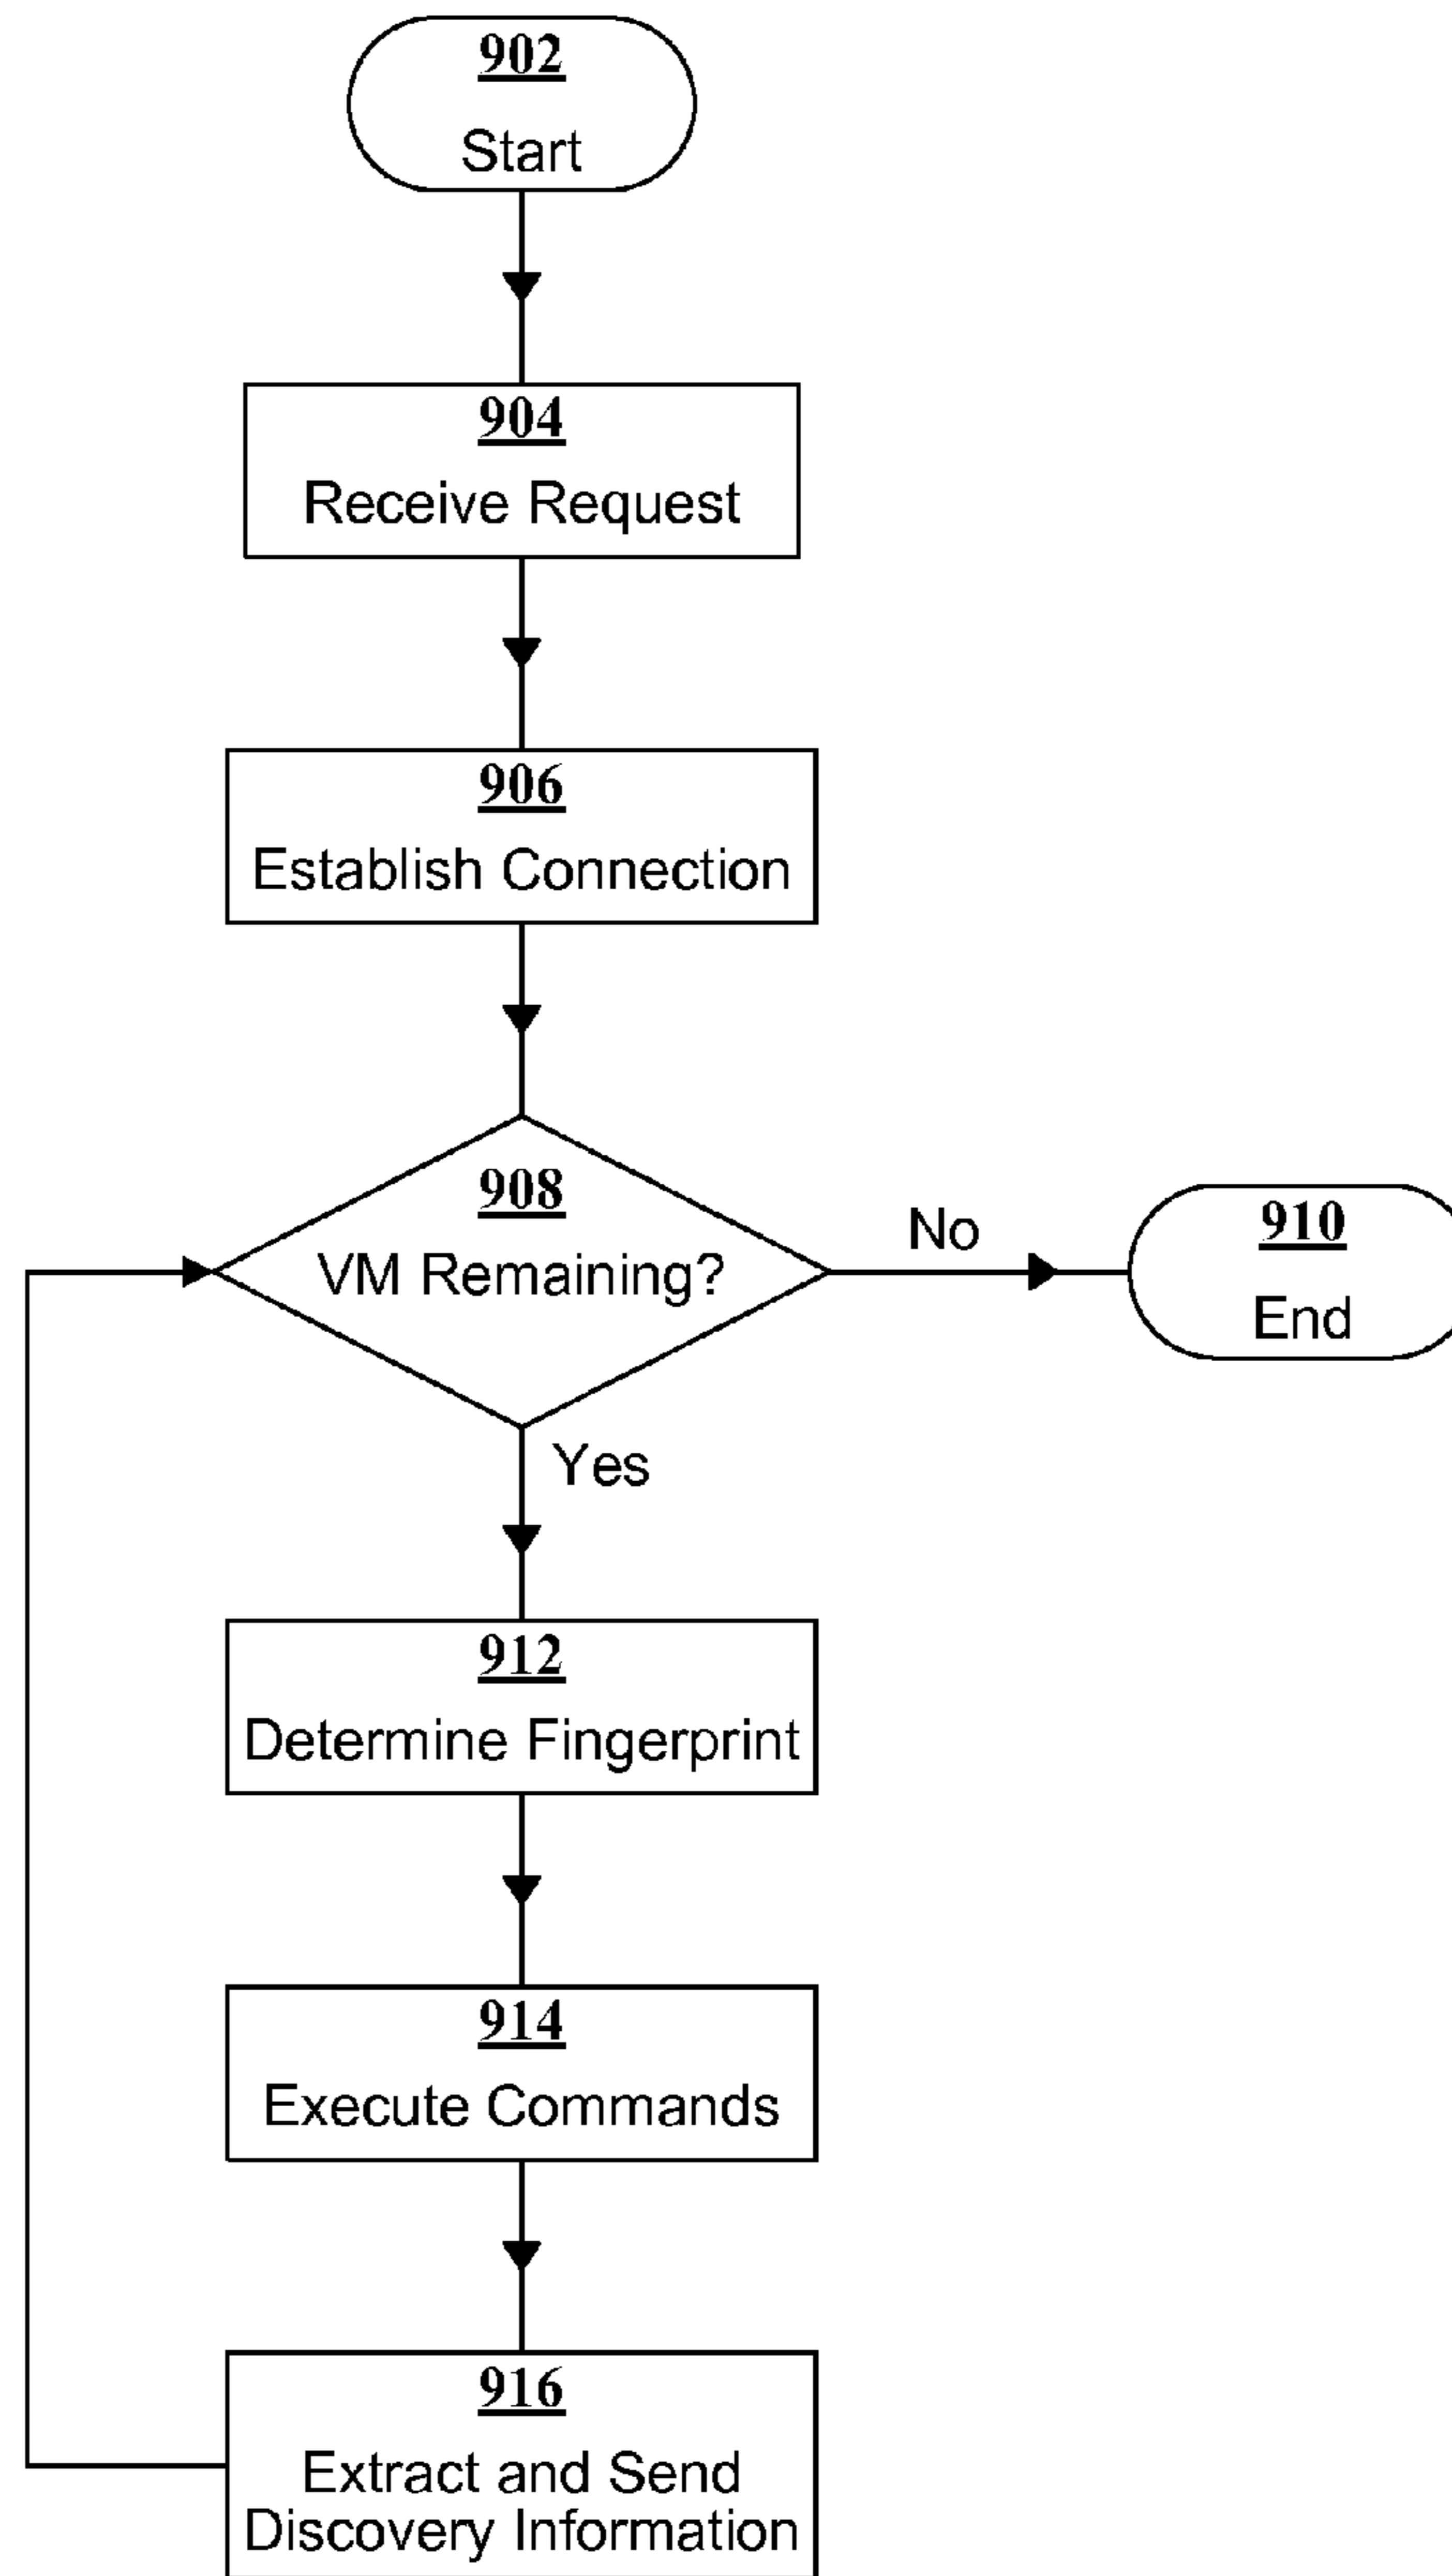 902
Start
904
Receive Request
906
Establish Connection
908
VM Remaining?
No
910
End
Yes
912
Determine Fingerprint
914
Execute Commands
916
Extract and Send
Discovery Information